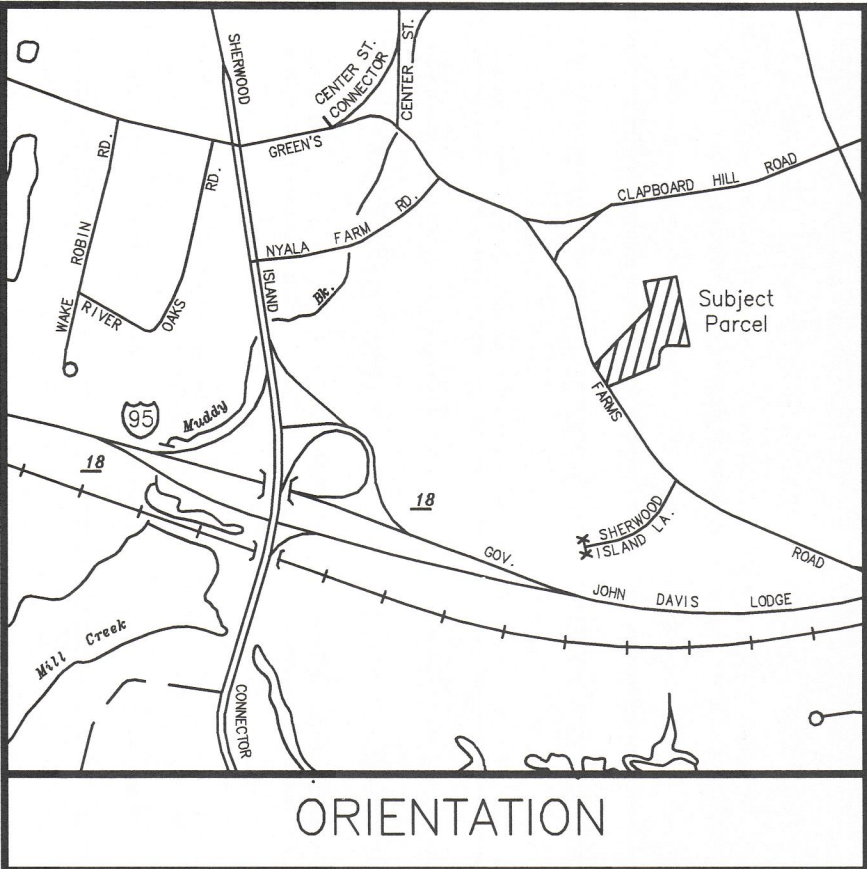 SHERWOOD
CENTER ST.
CONNECTOR
CENTER ST.
GREEN'S
RD.
RD.
CLAPBOARD HILL ROAD
NYALA FARM RD.
ROBIN
ISLAND
Bk.
WAKE
RIVER
OAKS
Subject
Parcel
FARMS
95
Muddy
18
18
SHERWOOD
ISLAND LA.
GOV.
ROAD
JOHN DAVIS LODGE
Mill Creek
CONNECTOR
ORIENTATION